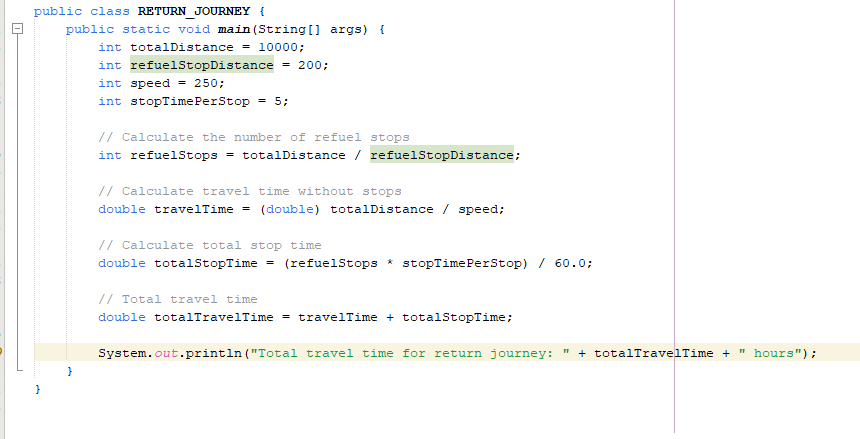 public class RETURN_JOURNEY {
public static void main(String[] args) {
int totalDistance = 10000;
int refuelStopDistance = 200;
int speed = 250;
int stopTimePerStop = 5;
// Calculate the number of refuel stops
int refuelStops = totalDistance / refuelStopDistance;
// Calculate travel time without stops
double travelTime = (double) totalDistance / speed;
// Calculate total stop time
double totalStopTime = (refuelStops * stopTimePerStop) / 60.0;
// Total travel time
double totalTravelTime = travelTime + totalStopTime;
System.out.println("Total travel time for return journey: " + totalTravelTime + " hours");
}
}